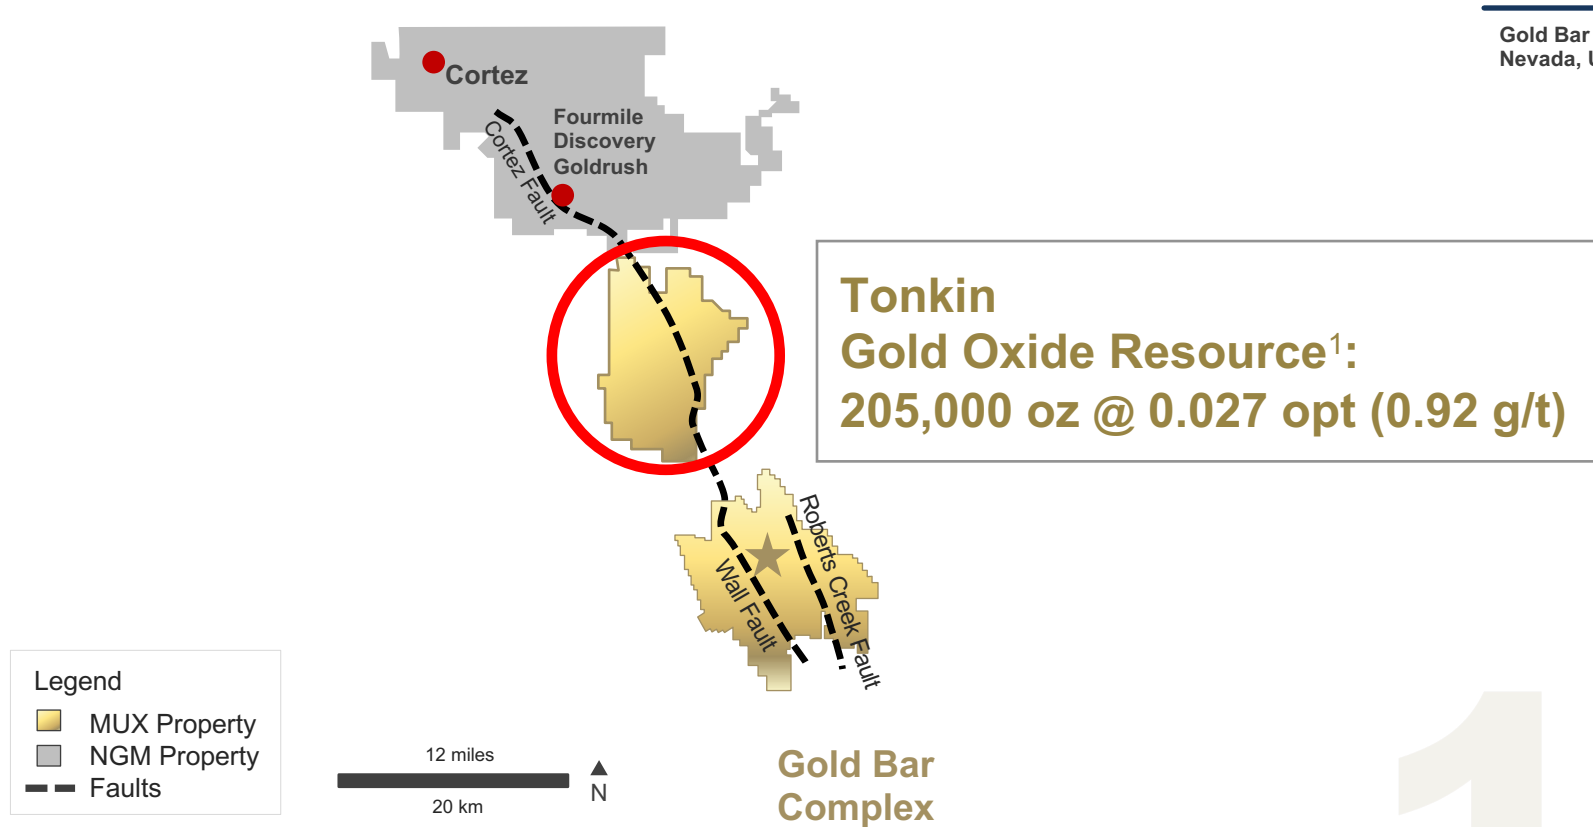 Gold Bar
Nevada, U
Cortez
Fourmile
Discovery
Goldrush
Cortez Fault
Tonkin
Gold Oxide Resource¹:
205,000 oz @ 0.027 opt (0.92 g/t)
Roberts Creek Fault
Wall Fault
Legend
MUX Property
NGM Property
Faults
12 miles
20 km
N
Gold Bar
Complex
1